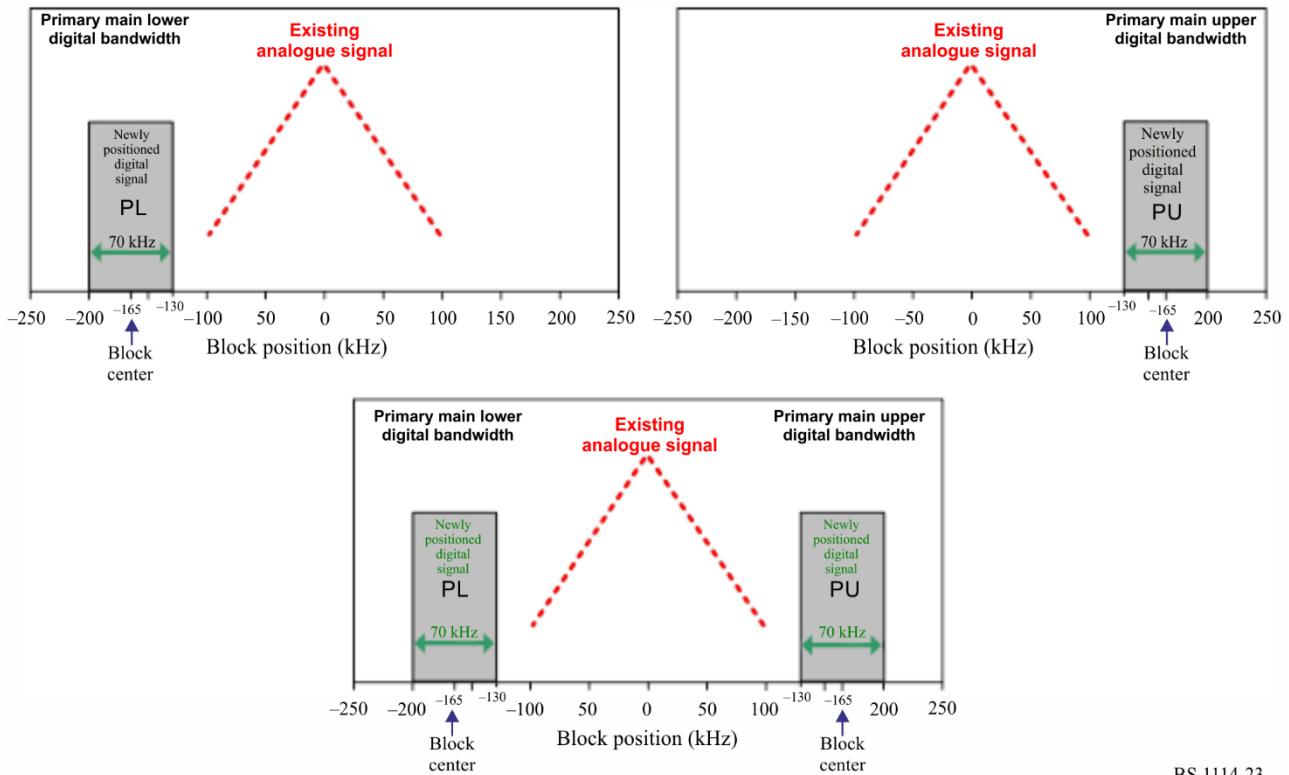 Primary main lower
digital bandwidth
Existing
analogue signal
Newly
positioned
digital
signal
PL
70 kHz
–165
–130
–250
–200
–100
50
0
50
100
150
200
250
Block position (kHz)
Block
center
Existing
analogue signal
Primary main upper
digital bandwidth
Newly
positioned
digital
signal
PU
70 kHz
–130
–165
–250
–200
–150
–100
50
0
50
100
200
250
Block position (kHz)
Block
center
Primary main lower
digital bandwidth
Existing
analogue signal
Primary main upper
digital bandwidth
Newly
positioned
digital
signal
PL
70 kHz
Newly
positioned
digital
signal
PU
70 kHz
–165
–130
–130
–165
–250
–200
–100
50
0
50
100
200
250
Block position (kHz)
Block
center
Block
center
BS.1114-23